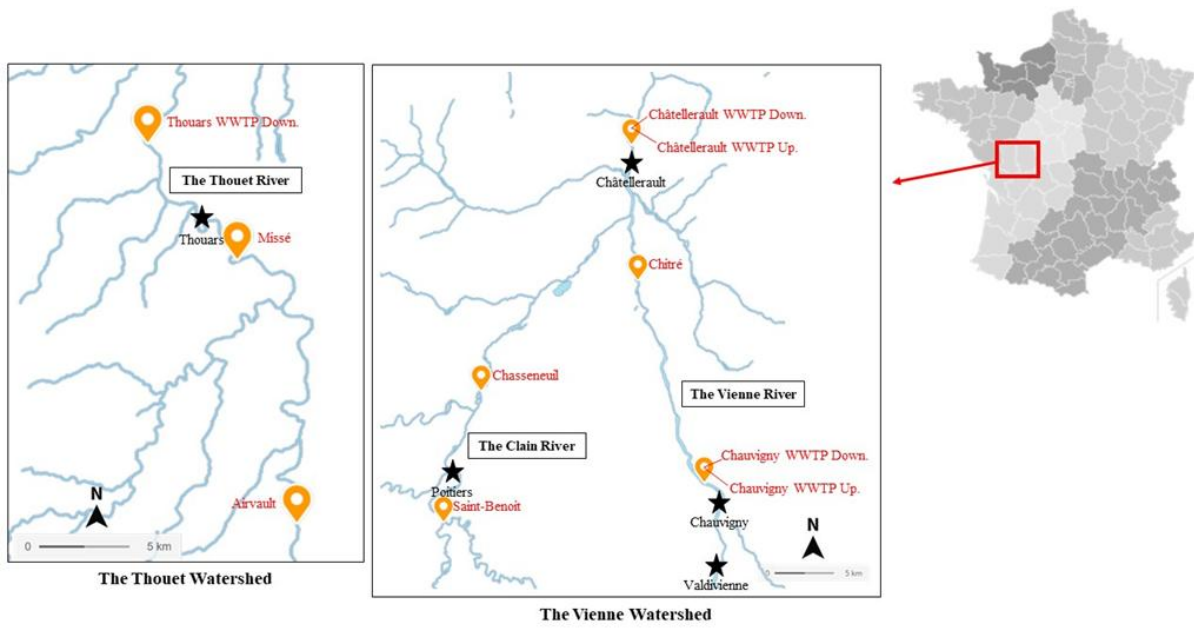 Thouars WWTP Down.
The Thouet River
Thouars
Missé
Airvault
N
0 5 km
The Thouet Watershed
Châtellerault WWTP Down.
Châtellerault WWTP Up.
Châtellerault
Chitré
Chasseneuil
The Vienne River
The Clain River
Chauvigny WWTP Down.
Chauvigny WWTP Up.
Poitiers
Saint-Benoit
Chauvigny
N
0 5 km
Valdivienne
The Vienne Watershed